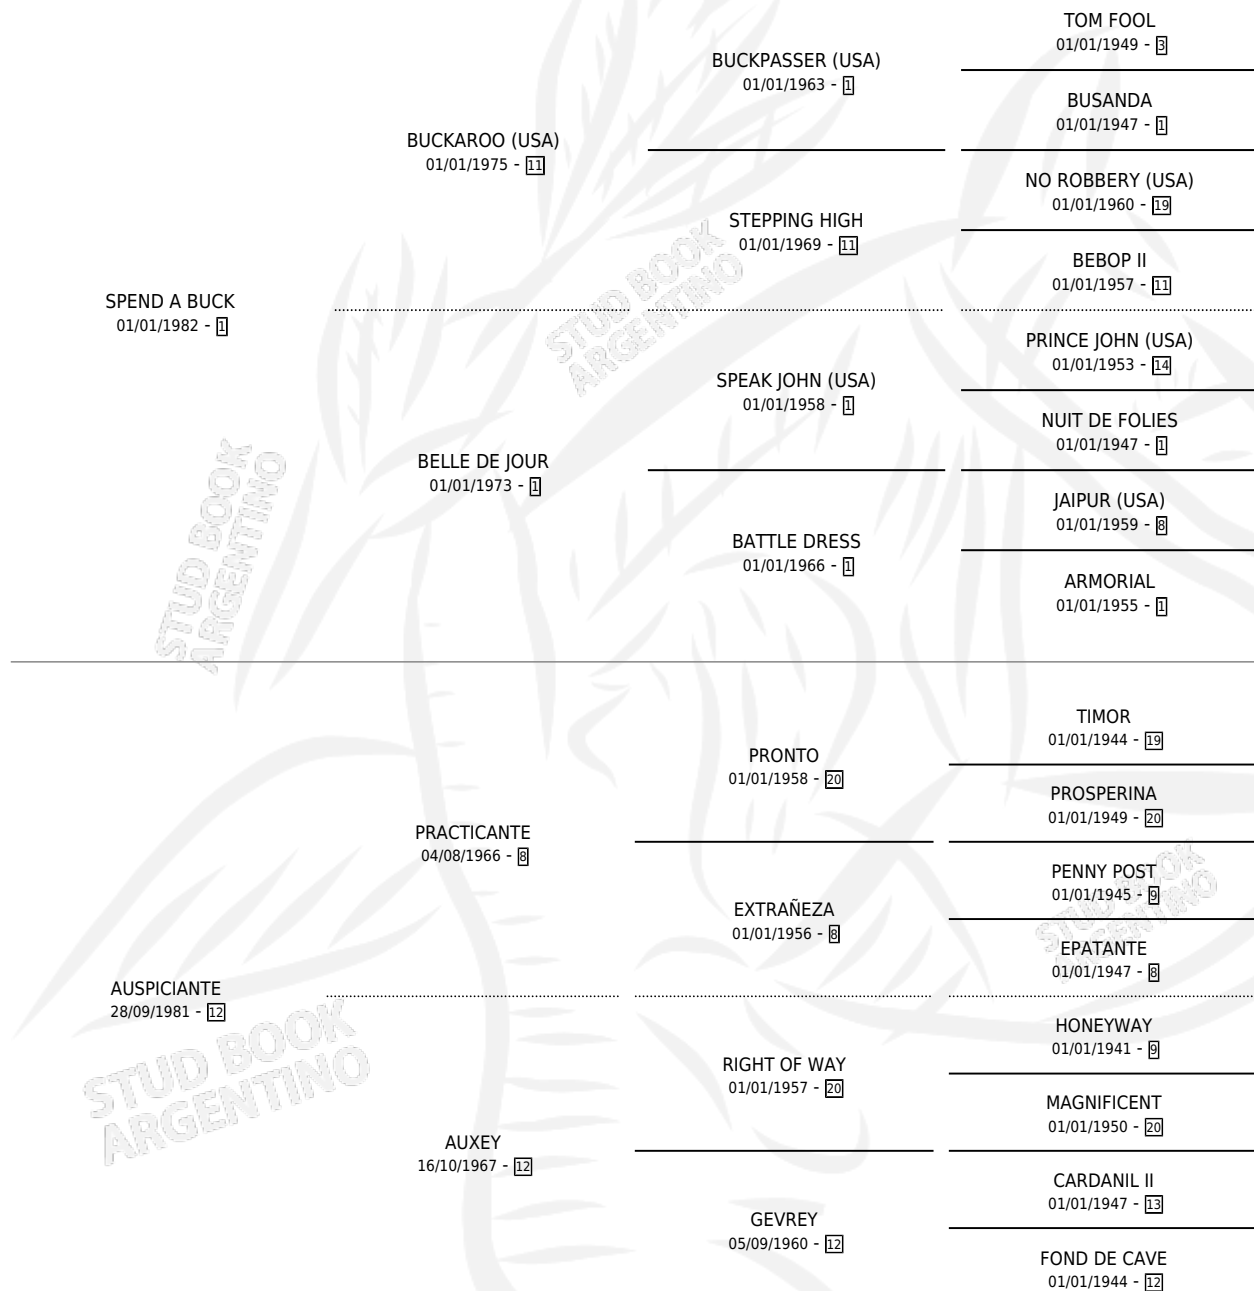 TOM FOOL
01/01/1949 - 3
BUCKPASSER (USA)
01/01/1963 - 1
BUSANDA
01/01/1947 - 1
BUCKAROO (USA)
01/01/1975 - 11
NO ROBBERY (USA)
01/01/1960 - 19
STEPPING HIGH
01/01/1969 - 11
BEBOP II
01/01/1957 - 11
SPEND A BUCK
01/01/1982 - 1
PRINCE JOHN (USA)
01/01/1953 - 14
SPEAK JOHN (USA)
01/01/1958 - 1
NUIT DE FOLIES
01/01/1947 - 1
BELLE DE JOUR
01/01/1973 - 1
JAIPUR (USA)
01/01/1959 - 8
BATTLE DRESS
01/01/1966 - 1
ARMORIAL
01/01/1955 - 1
STUD BOOK
ARGENTINO
STUD BOOK
ARGENTINO
TIMOR
01/01/1944 - 19
PRONTO
01/01/1958 - 20
PROSPERINA
01/01/1949 - 20
PRACTICANTE
04/08/1966 - 8
PENNY POST
01/01/1945 - 9
EXTRAÑEZA
01/01/1956 - 8
EPATANTE
01/01/1947 - 8
AUSPICIANTE
28/09/1981 - 12
HONEYWAY
01/01/1941 - 9
RIGHT OF WAY
01/01/1957 - 20
MAGNIFICENT
01/01/1950 - 20
AUXEY
16/10/1967 - 12
CARDANIL II
01/01/1947 - 13
GEVREY
05/09/1960 - 12
FOND DE CAVE
01/01/1944 - 12
STUD BOOK
ARGENTINO
STUD BOOK
ARGENTINO